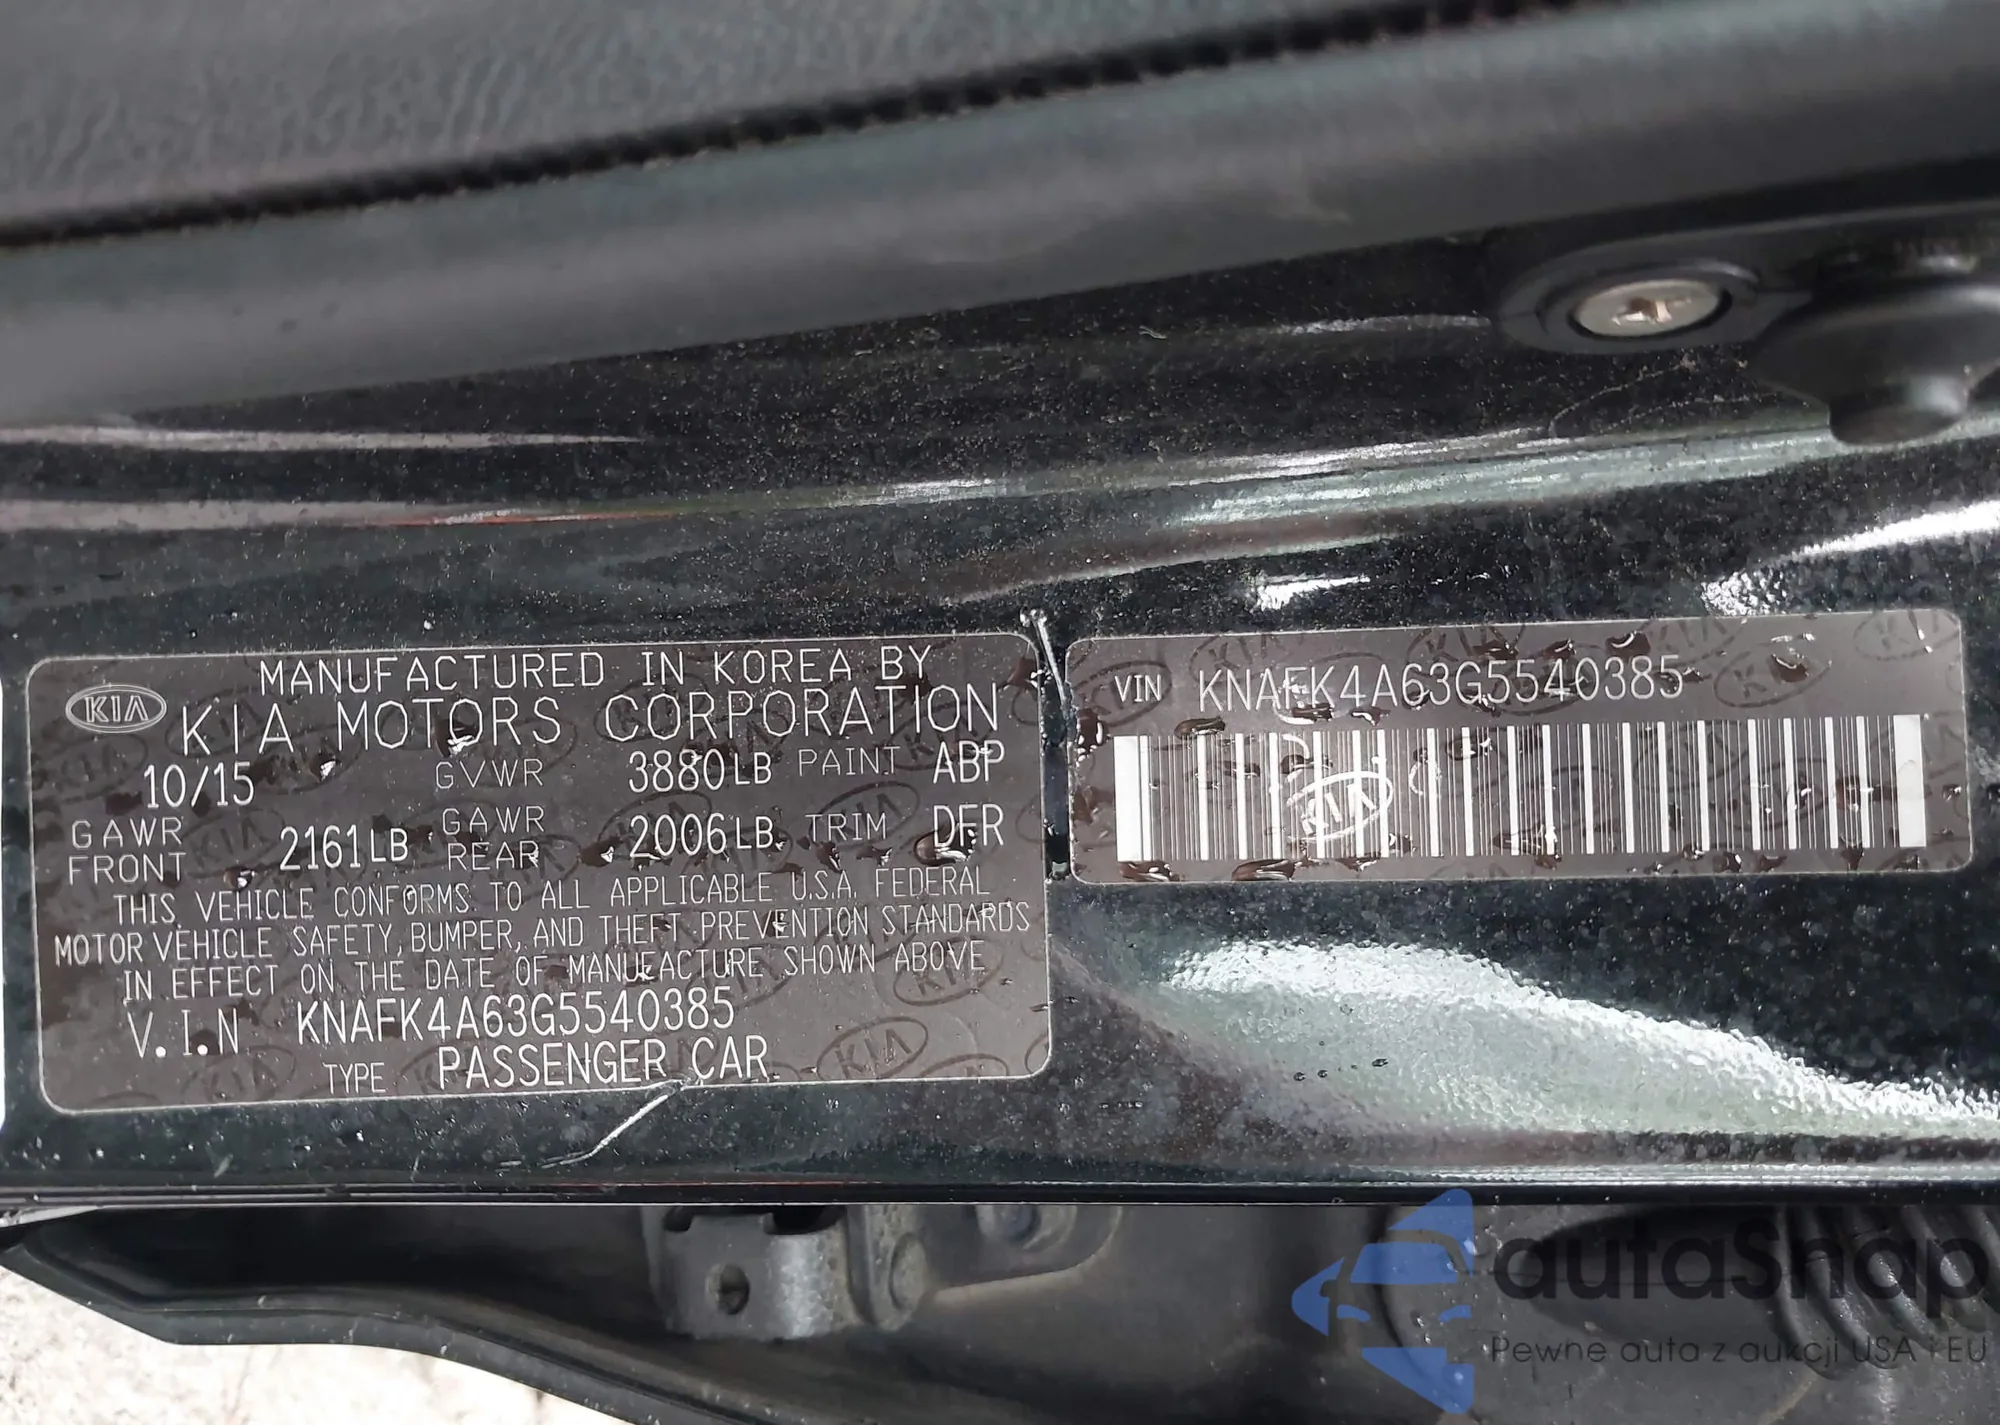 MANUFACTURED IN KOREA BY
KIA
KIA MOTORS CORPORATION
10/15 GVWR 3880LB PAINT ABP
GAWR FRONT 2161LB GAWR REAR 2006LB TRIM DFR
THIS VEHICLE CONFORMS TO ALL APPLICABLE U.S.A. FEDERAL
MOTOR VEHICLE SAFETY, BUMPER, AND THEFT PREVENTION STANDARDS
IN EFFECT ON THE DATE OF MANUFACTURE SHOWN ABOVE
V.I.N KNAFK4A63G5540385
TYPE PASSENGER CAR
VIN KNAFK4A63G5540385
KIA
autaShop
Pewne auta z aukcji USA i EU